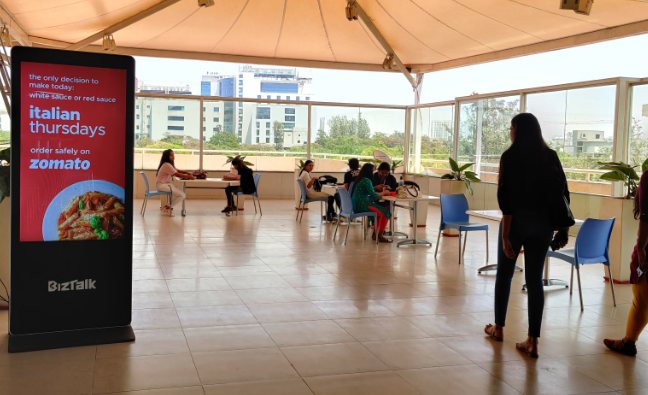 the only decision to
make today:
white sauce or red sauce
italian
thursdays
order safely on
zomato
BizTalk